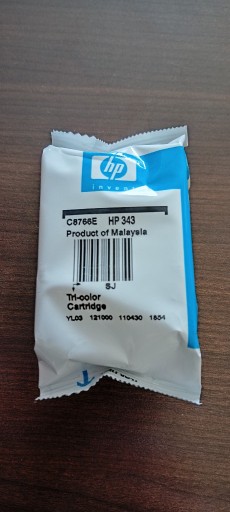 hp
invent
C8766E HP 343
Product of Malaysia
SJ
Tri-color
Cartridge
YL03 121000 110430 1554